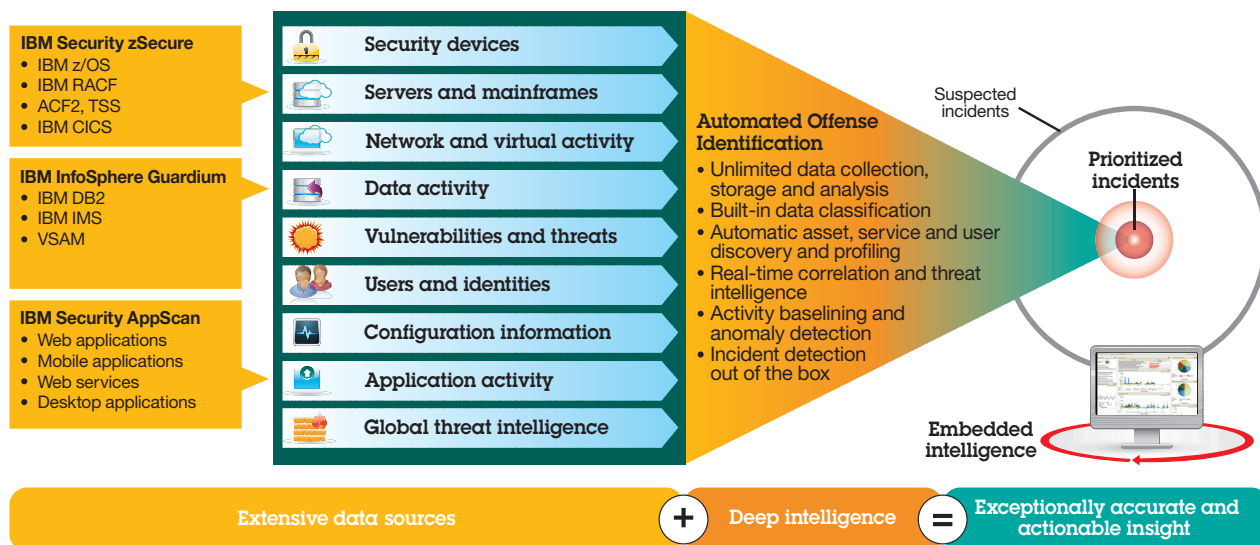 IBM Security zSecure
• IBM z/OS
• IBM RACF
• ACF2, TSS
• IBM CICS
IBM InfoSphere Guardium
• IBM DB2
• IBM IMS
• VSAM
IBM Security AppScan
• Web applications
• Mobile applications
• Web services
• Desktop applications
Security devices
Servers and mainframes
Network and virtual activity
Data activity
Vulnerabilities and threats
Users and identities
Configuration information
Application activity
Global threat intelligence
Automated Offense
Identification
• Unlimited data collection,
storage and analysis
• Built-in data classification
• Automatic asset, service and user
discovery and profiling
• Real-time correlation and threat
intelligence
• Activity baselining and
anomaly detection
• Incident detection
out of the box
Suspected
incidents
Prioritized
incidents
Embedded
intelligence
Extensive data sources
+
Deep intelligence
=
Exceptionally accurate and
actionable insight